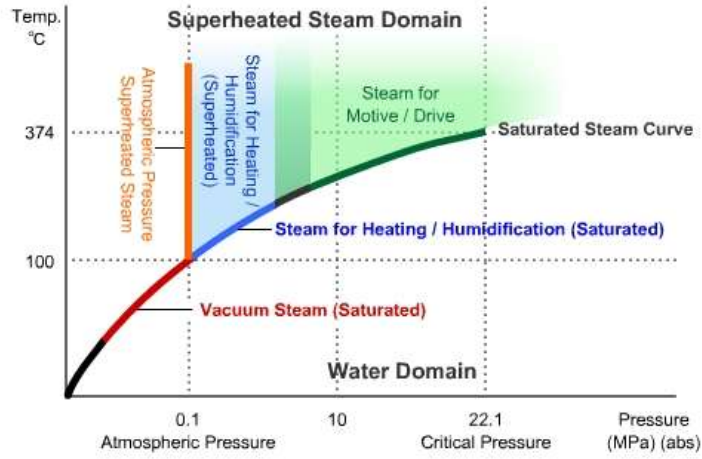 Temp.
°C
Superheated Steam Domain
Atmospheric Pressure
Superheated Steam
Steam for Heating /
Humidification
(Superheated)
Steam for
Motive / Drive
374
Saturated Steam Curve
Steam for Heating / Humidification (Saturated)
100
Vacuum Steam (Saturated)
Water Domain
0.1
10
22.1
Pressure
Atmospheric Pressure
Critical Pressure
(MPa) (abs)